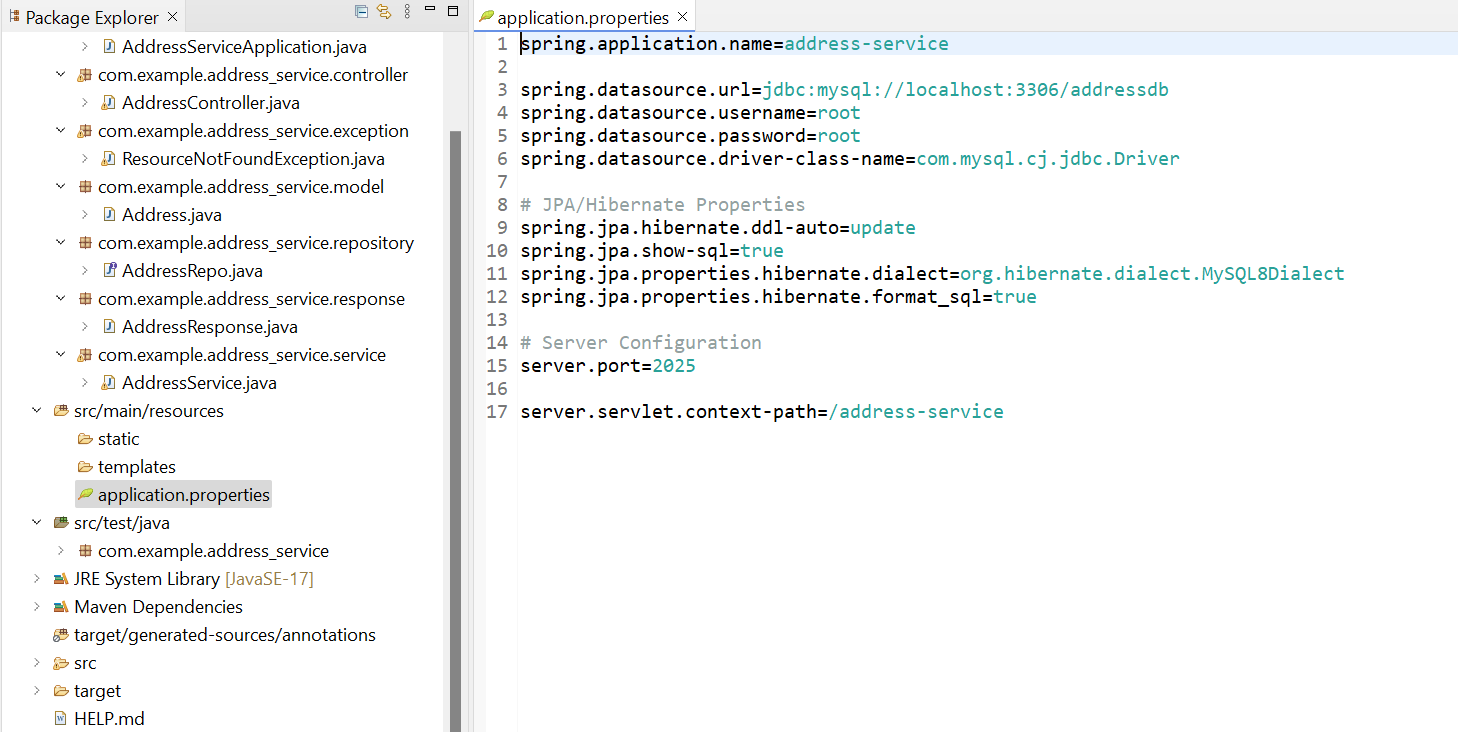 Package Explorer
AddressServiceApplication.java
com.example.address_service.controller
AddressController.java
com.example.address_service.exception
ResourceNotFoundException.java
com.example.address_service.model
Address.java
com.example.address_service.repository
AddressRepo.java
com.example.address_service.response
AddressResponse.java
com.example.address_service.service
AddressService.java
src/main/resources
static
templates
application.properties
src/test/java
com.example.address_service
JRE System Library [JavaSE-17]
Maven Dependencies
target/generated-sources/annotations
src
target
HELP.md
application.properties
1 spring.application.name=address-service
2
3 spring.datasource.url=jdbc:mysql://localhost:3306/addressdb
4 spring.datasource.username=root
5 spring.datasource.password=root
6 spring.datasource.driver-class-name=com.mysql.cj.jdbc.Driver
7
8 # JPA/Hibernate Properties
9 spring.jpa.hibernate.ddl-auto=update
10 spring.jpa.show-sql=true
11 spring.jpa.properties.hibernate.dialect=org.hibernate.dialect.MySQL8Dialect
12 spring.jpa.properties.hibernate.format_sql=true
13
14 # Server Configuration
15 server.port=2025
16
17 server.servlet.context-path=/address-service